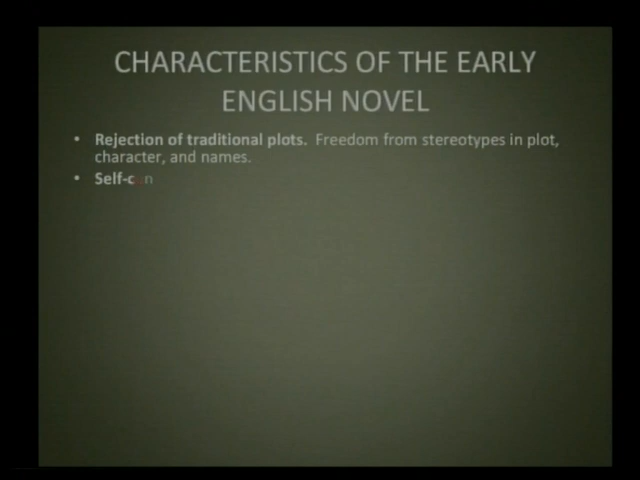 CHARACTERISTICS OF THE EARLY
ENGLISH NOVEL
• Rejection of traditional plots. Freedom from stereotypes in plot,
character, and names.
• Self-c